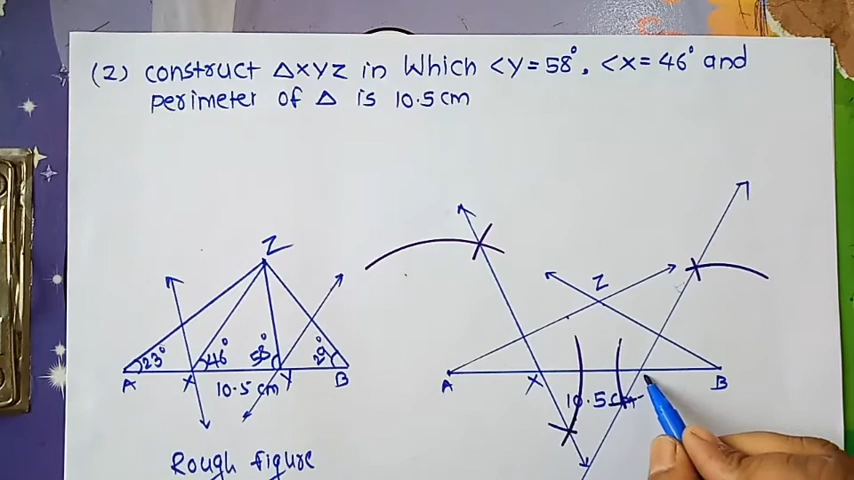 (2) construct △XYZ in Which <Y = 58°, <X = 46° and
perimeter of △ is 10.5 cm
Z
23° 46° 58° 29°
A X Y B
10.5 cm
Rough figure
Z
A X B
10.5 cm